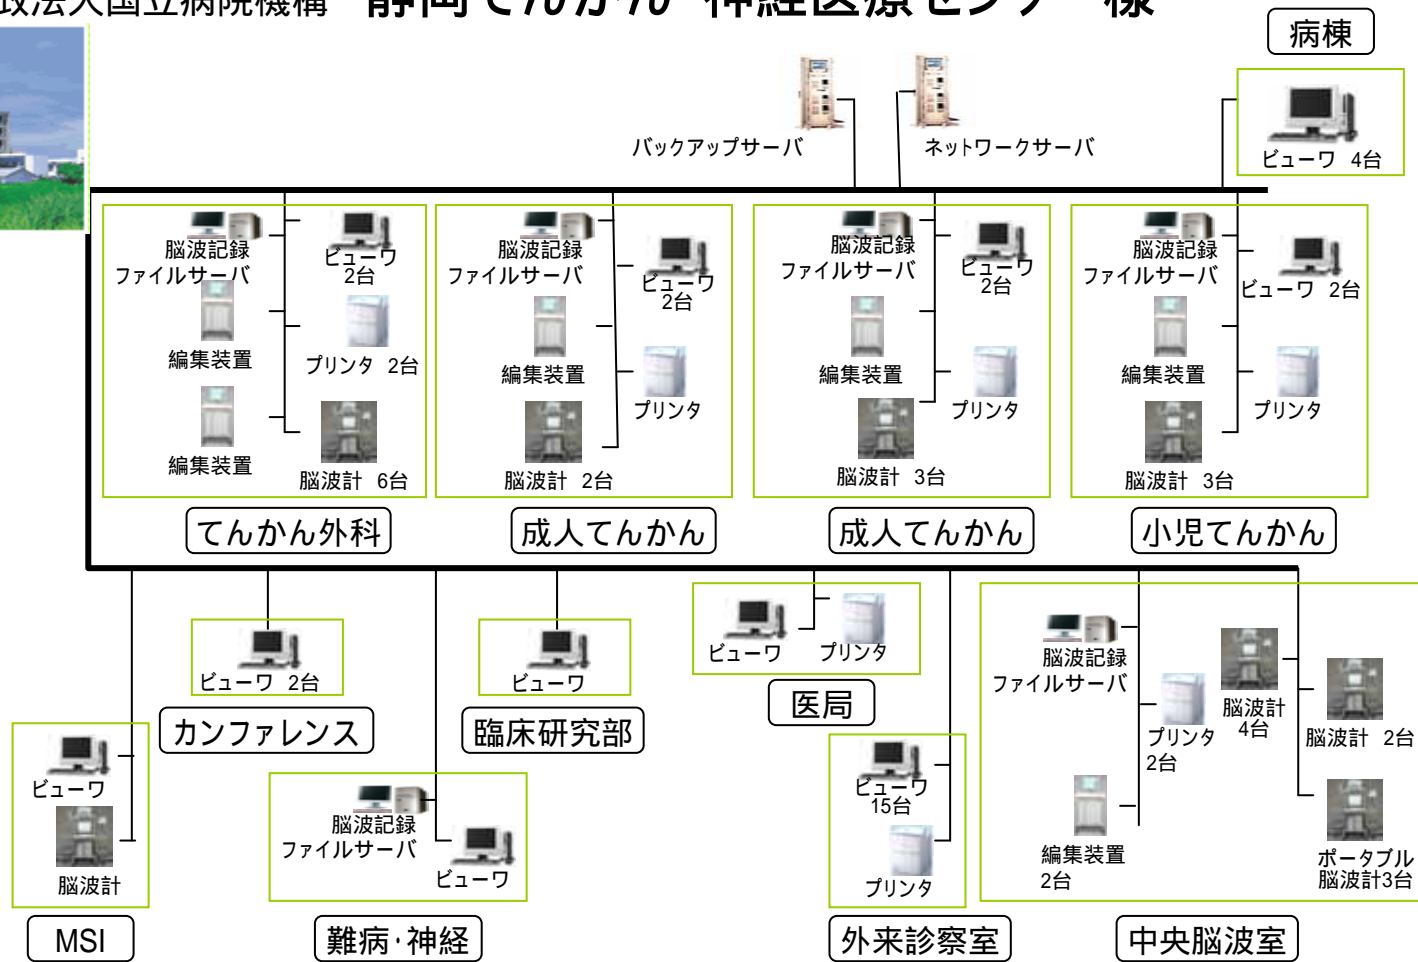 政法人国立病院機構 静岡てんかん・神経医療センター 様
病棟
バックアップサーバ
ネットワークサーバ
ビューワ 4台
脳波記録
ファイルサーバ
ビューワ
2台
編集装置
プリンタ 2台
編集装置
脳波計 6台
てんかん外科
脳波記録
ファイルサーバ
ビューワ
2台
編集装置
プリンタ
脳波計 2台
成人てんかん
脳波記録
ファイルサーバ
ビューワ
2台
編集装置
プリンタ
脳波計 3台
成人てんかん
脳波記録
ファイルサーバ
ビューワ 2台
編集装置
プリンタ
脳波計 3台
小児てんかん
ビューワ
脳波計
MSI
ビューワ 2台
カンファレンス
脳波記録
ファイルサーバ
ビューワ
難病・神経
ビューワ
臨床研究部
ビューワ
プリンタ
医局
ビューワ
15台
プリンタ
外来診察室
脳波記録
ファイルサーバ
プリンタ
2台
脳波計
4台
脳波計 2台
編集装置
2台
ポータブル
脳波計3台
中央脳波室